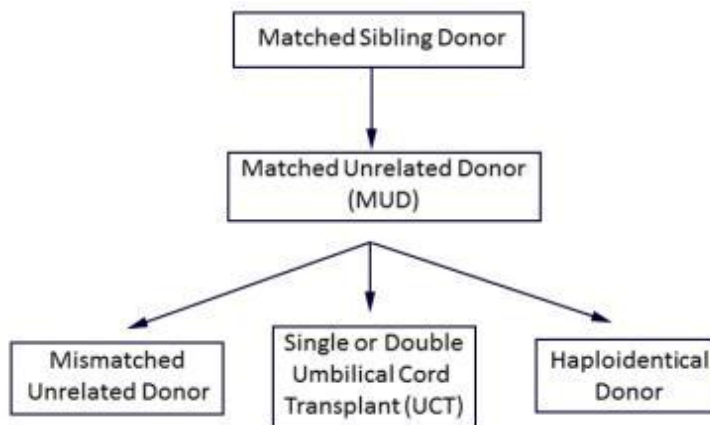 Matched Sibling Donor
Matched Unrelated Donor
(MUD)
Mismatched
Unrelated Donor
Single or Double
Umbilical Cord
Transplant (UCT)
Haploidentical
Donor